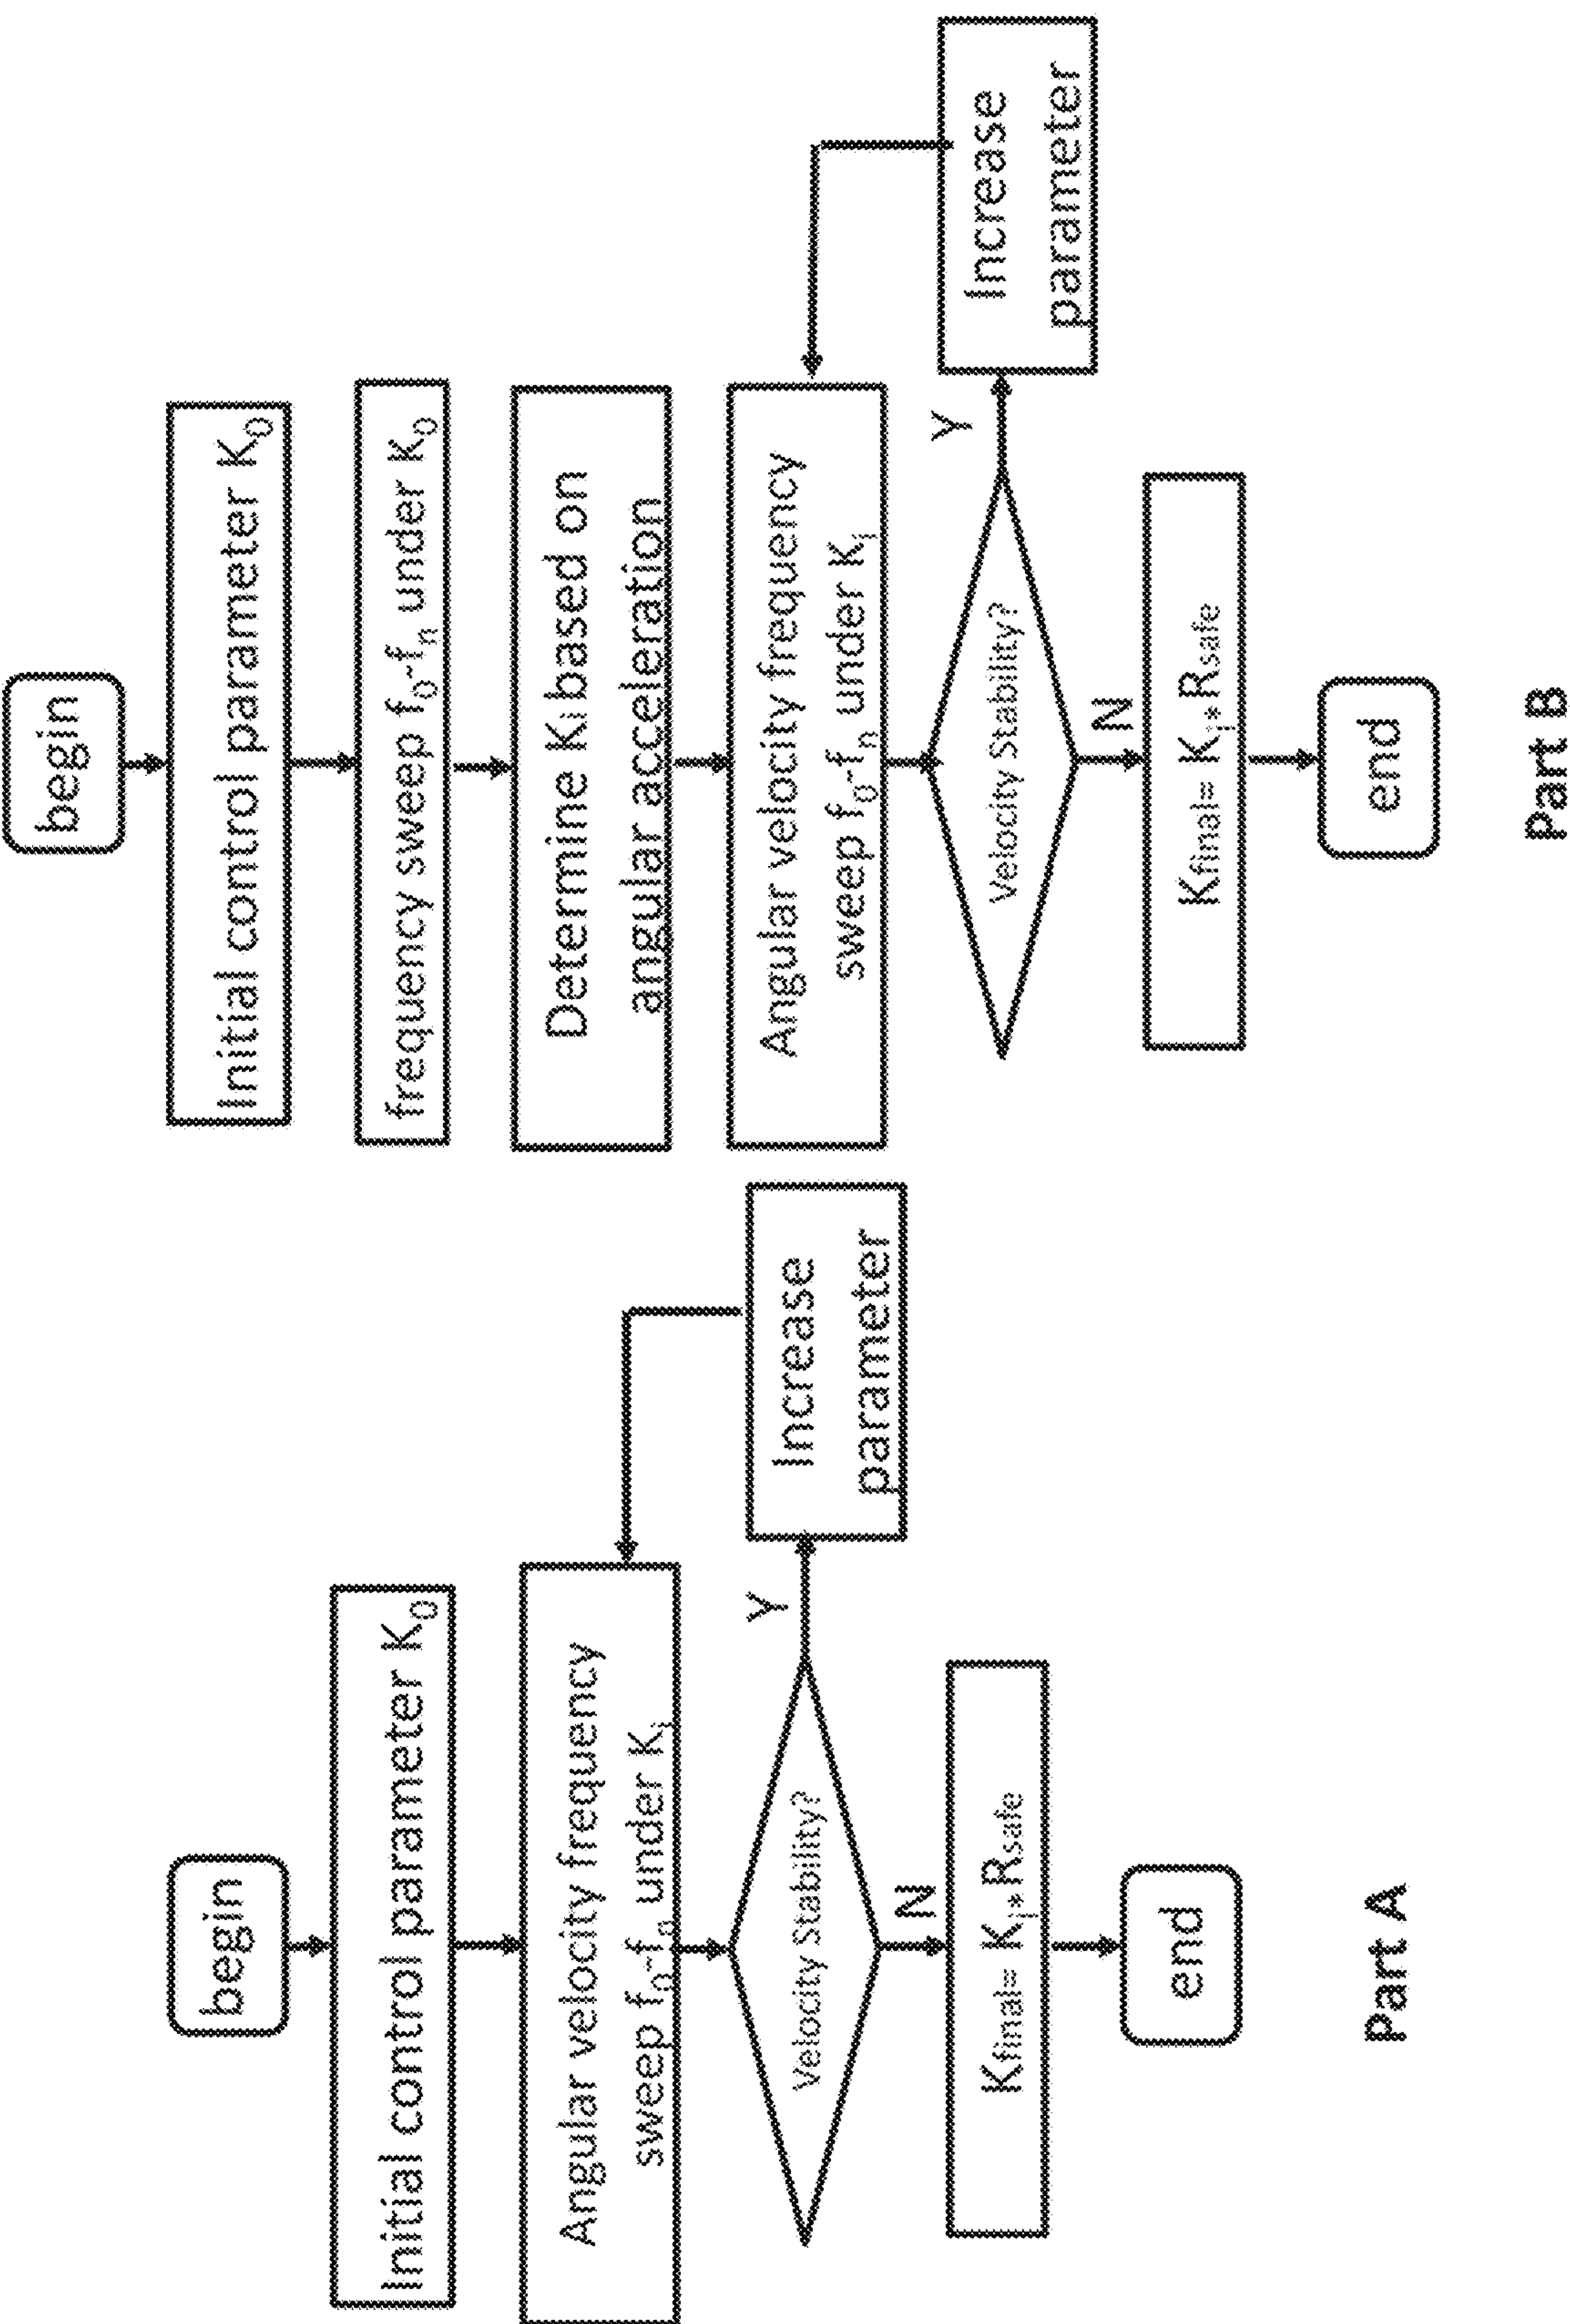 begin
Initial control parameter K₀
Angular velocity frequency
sweep f₀-fₙ under Kᵢ
Velocity Stability?
Y
Increase
parameter
N
Kfinal= Kᵢ*Rsafe
end
Part A
begin
Initial control parameter K₀
frequency sweep f₀-fₙ under K₀
Determine Kᵢ based on
angular acceleration
Angular velocity frequency
sweep f₀-fₙ under Kᵢ
Velocity Stability?
Y
Increase
parameter
N
Kfinal= Kᵢ*Rsafe
end
Part B